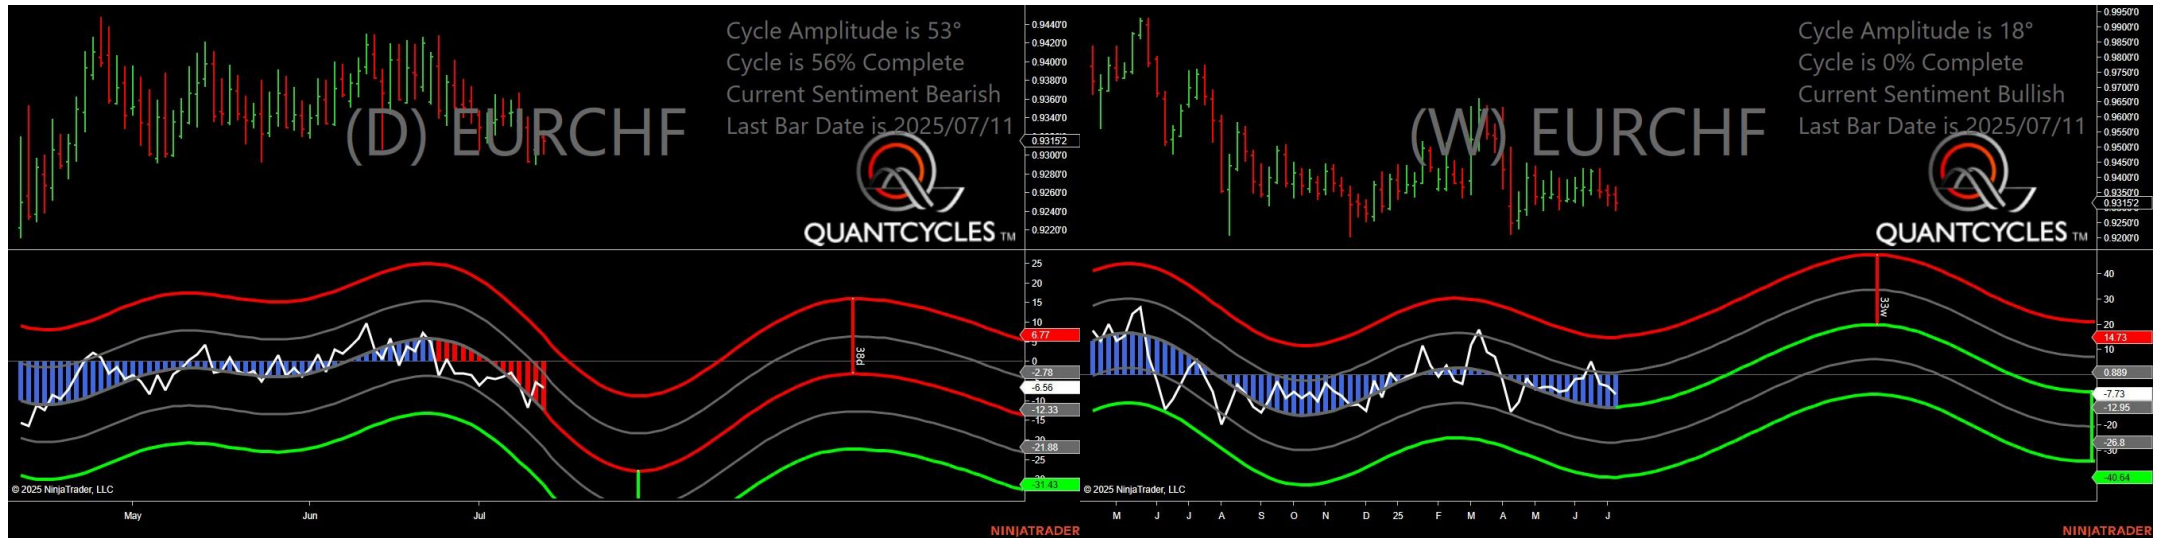 Cycle Amplitude is 53°
Cycle is 56% Complete
Current Sentiment Bearish
Last Bar Date is 2025/07/11
(D) EURCHF
QUANTCYCLES TM
0.9440'0
0.9420'0
0.9400'0
0.9380'0
0.9360'0
0.9340'0
0.9315'2
0.9300'0
0.9280'0
0.9260'0
0.9240'0
0.9220'0
25
20
15
10
6.77
0
-2.78
-6.56
-10
-12.33
-15
-21.88
-25
-31.43
38d
© 2025 NinjaTrader, LLC
May
Jun
Jul
NINJATRADER
Cycle Amplitude is 18°
Cycle is 0% Complete
Current Sentiment Bullish
Last Bar Date is 2025/07/11
(W) EURCHF
QUANTCYCLES TM
0.9950'0
0.9900'0
0.9850'0
0.9800'0
0.9750'0
0.9700'0
0.9650'0
0.9600'0
0.9550'0
0.9500'0
0.9450'0
0.9400'0
0.9350'0
0.9315'2
0.9250'0
0.9200'0
40
30
20
14.73
10
0.889
-7.73
-12.95
-20
-26.8
-30
-40.64
33w
© 2025 NinjaTrader, LLC
M
J
J
A
S
O
N
D
25
F
M
A
M
J
J
NINJATRADER